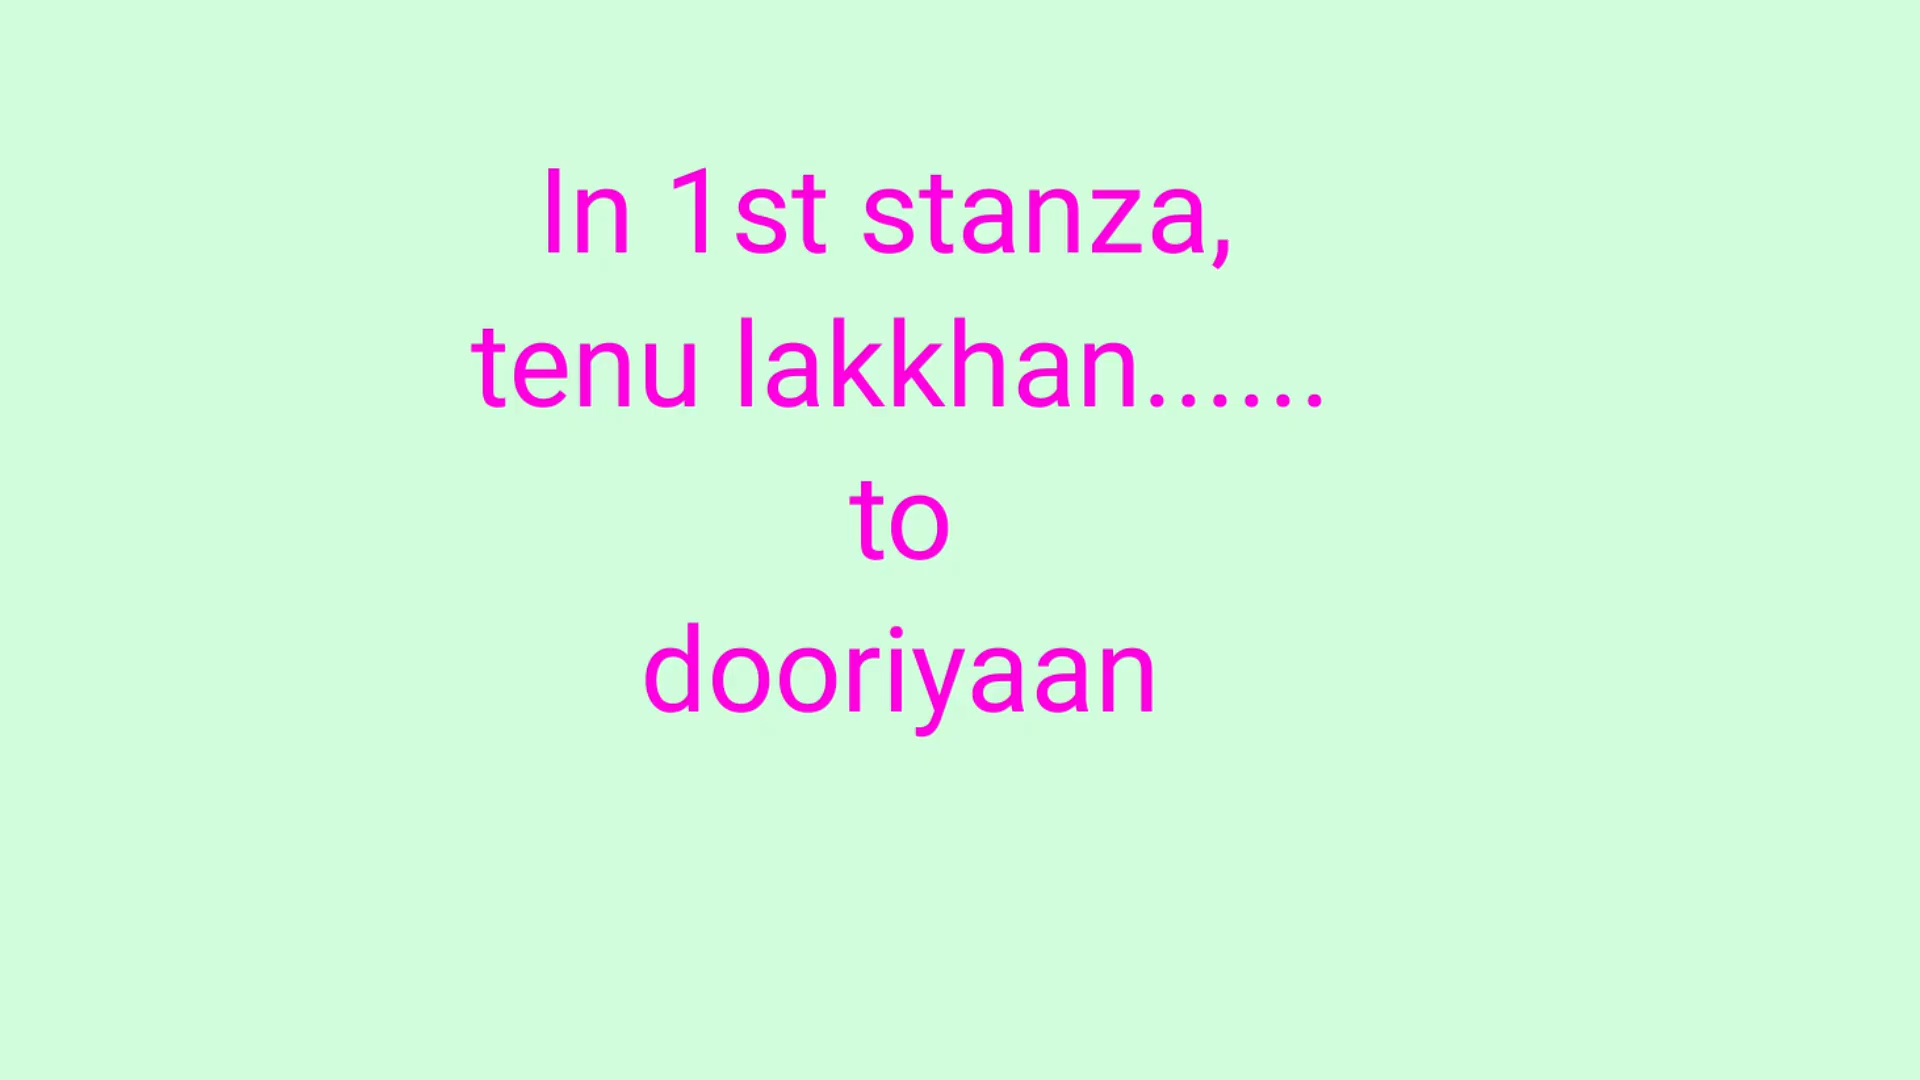 In 1st stanza,
tenu lakkhan......
to
dooriyaan